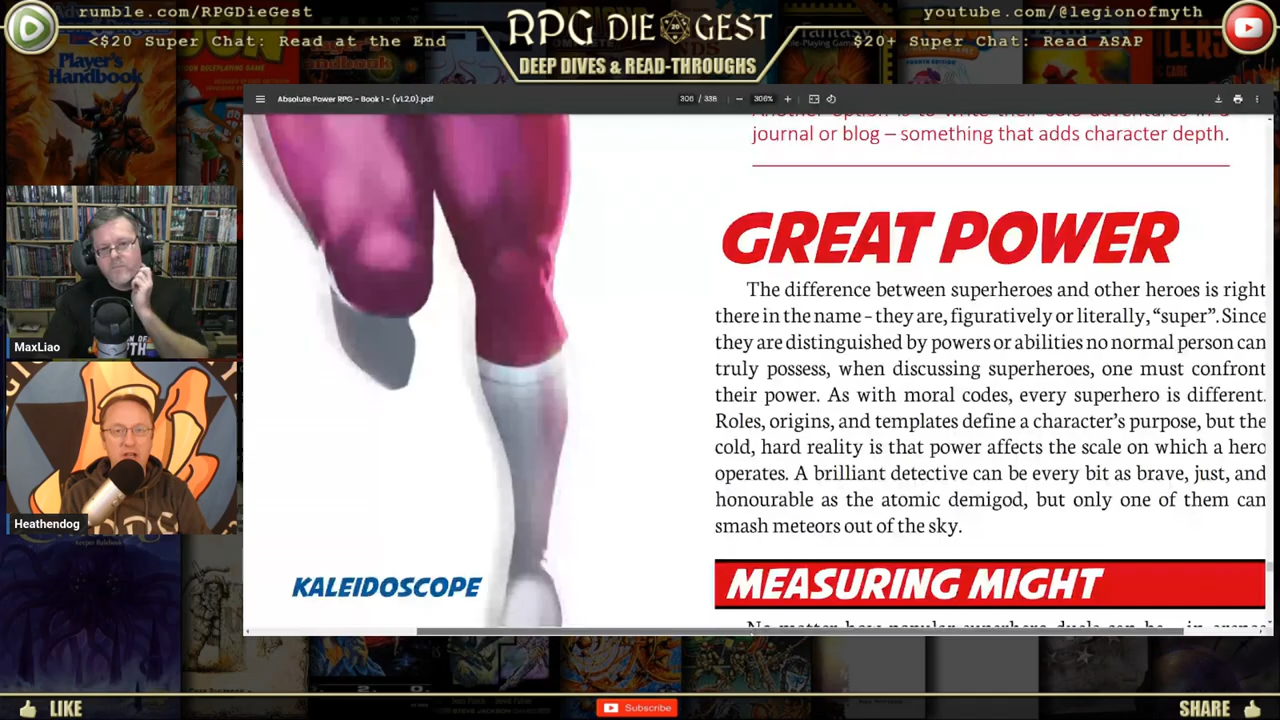 rumble.com/RPGDieGest
<$20 Super Chat: Read at the End
RPG DIE GEST
DEEP DIVES & READ-THROUGHS
youtube.com/@legionofmyth
$20+ Super Chat: Read ASAP
Player's
Handbook
Absolute Power RPG – Book 1 – (v1.2.0).pdf
306 / 338
306%
journal or blog – something that adds character depth.
GREAT POWER
The difference between superheroes and other heroes is right
there in the name – they are, figuratively or literally, “super”. Since
they are distinguished by powers or abilities no normal person can
truly possess, when discussing superheroes, one must confront
their power. As with moral codes, every superhero is different.
Roles, origins, and templates define a character’s purpose, but the
cold, hard reality is that power affects the scale on which a hero
operates. A brilliant detective can be every bit as brave, just, and
honourable as the atomic demigod, but only one of them can
smash meteors out of the sky.
MEASURING MIGHT
KALEIDOSCOPE
MaxLiao
Heathendog
LIKE
Subscribe
SHARE